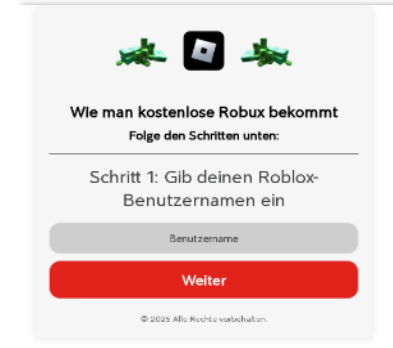 Wie man kostenlose Robux bekommt
Folge den Schritten unten:
Schritt 1: Gib deinen Roblox-
Benutzernamen ein
Benutzername
Weiter
© 2025 Alle Rechte vorbehalten.